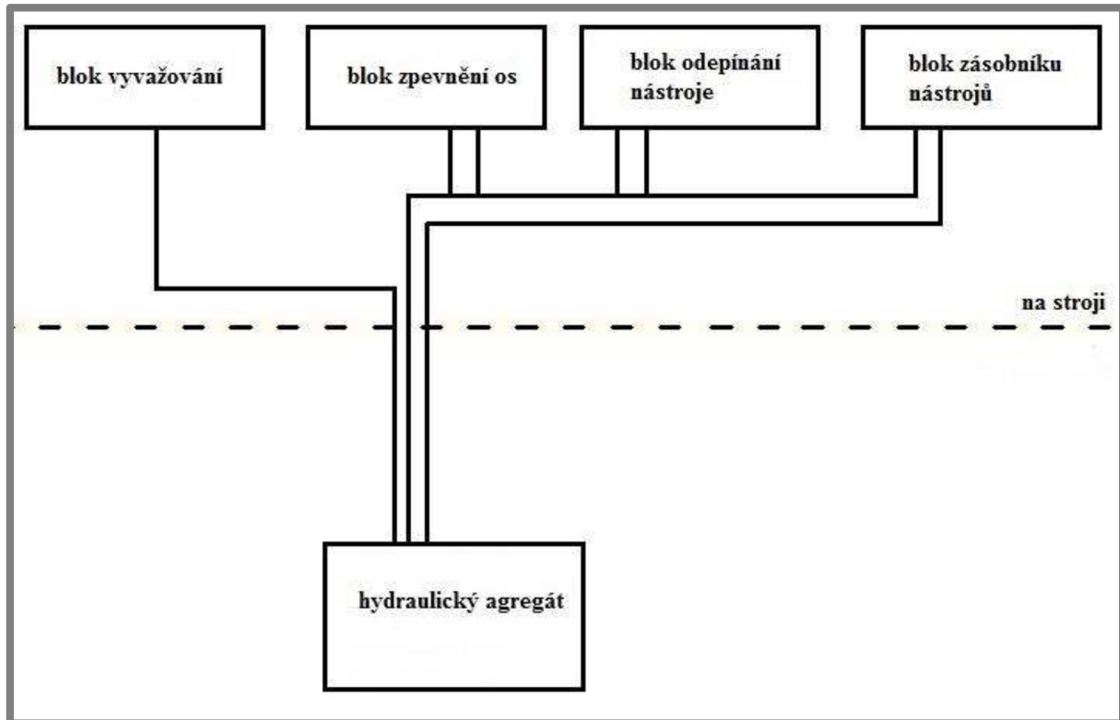 blok vyvažování
blok zpevnění os
blok odepínání
nástroje
blok zásobníku
nástrojů
na stroji
hydraulický agregát